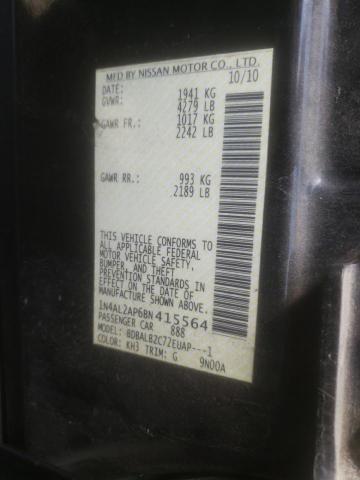 MFD BY NISSAN MOTOR CO., LTD.
DATE: 10/10
GVWR: 1941 KG
4279 LB
GAWR FR.: 1017 KG
2242 LB
GAWR RR.: 993 KG
2189 LB
THIS VEHICLE CONFORMS TO
ALL APPLICABLE FEDERAL
MOTOR VEHICLE SAFETY,
BUMPER, AND THEFT
PREVENTION STANDARDS IN
EFFECT ON THE DATE OF
MANUFACTURE SHOWN ABOVE.
1N4AL2AP6BN415564
PASSENGER CAR 888
MODEL: BDBALB2C72EUAP---1
COLOR: KH3 TRIM: G 9N00A